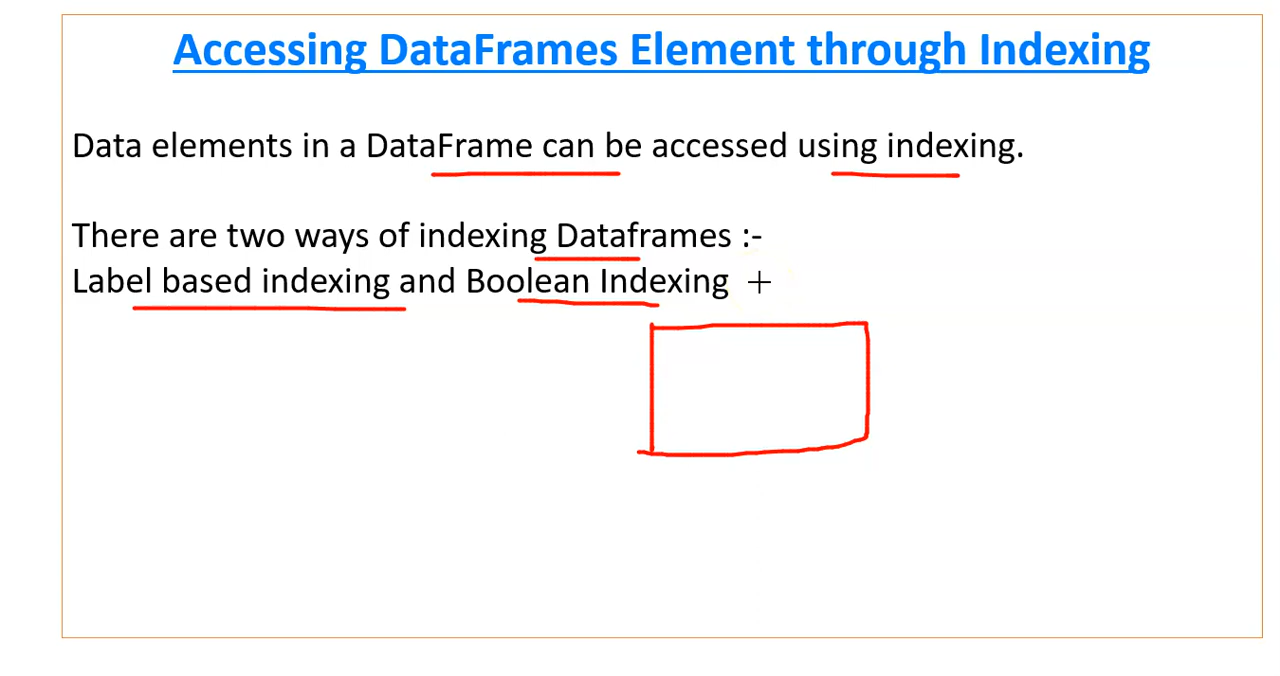 Accessing DataFrames Element through Indexing
Data elements in a DataFrame can be accessed using indexing.
There are two ways of indexing Dataframes :-
Label based indexing and Boolean Indexing